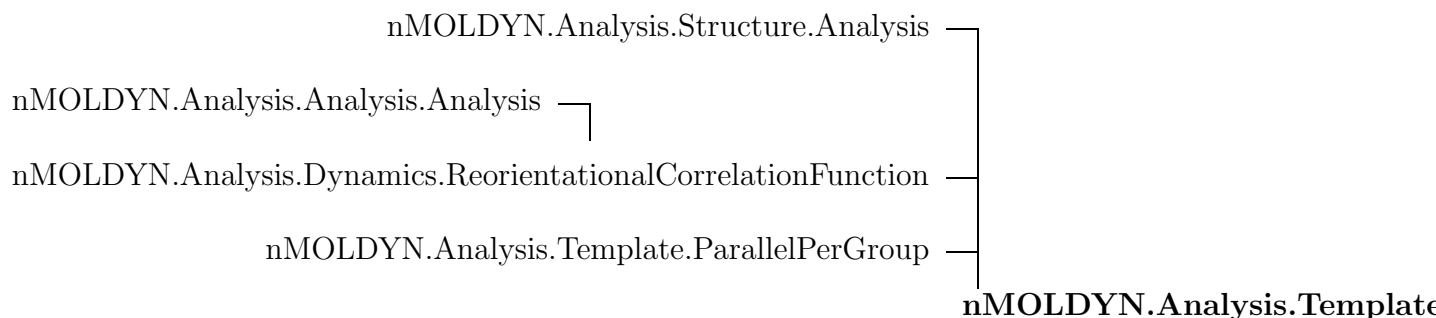 nMOLDYN.Analysis.Structure.Analysis
nMOLDYN.Analysis.Analysis.Analysis
nMOLDYN.Analysis.Dynamics.ReorientationalCorrelationFunction
nMOLDYN.Analysis.Template.ParallelPerGroup
nMOLDYN.Analysis.Template